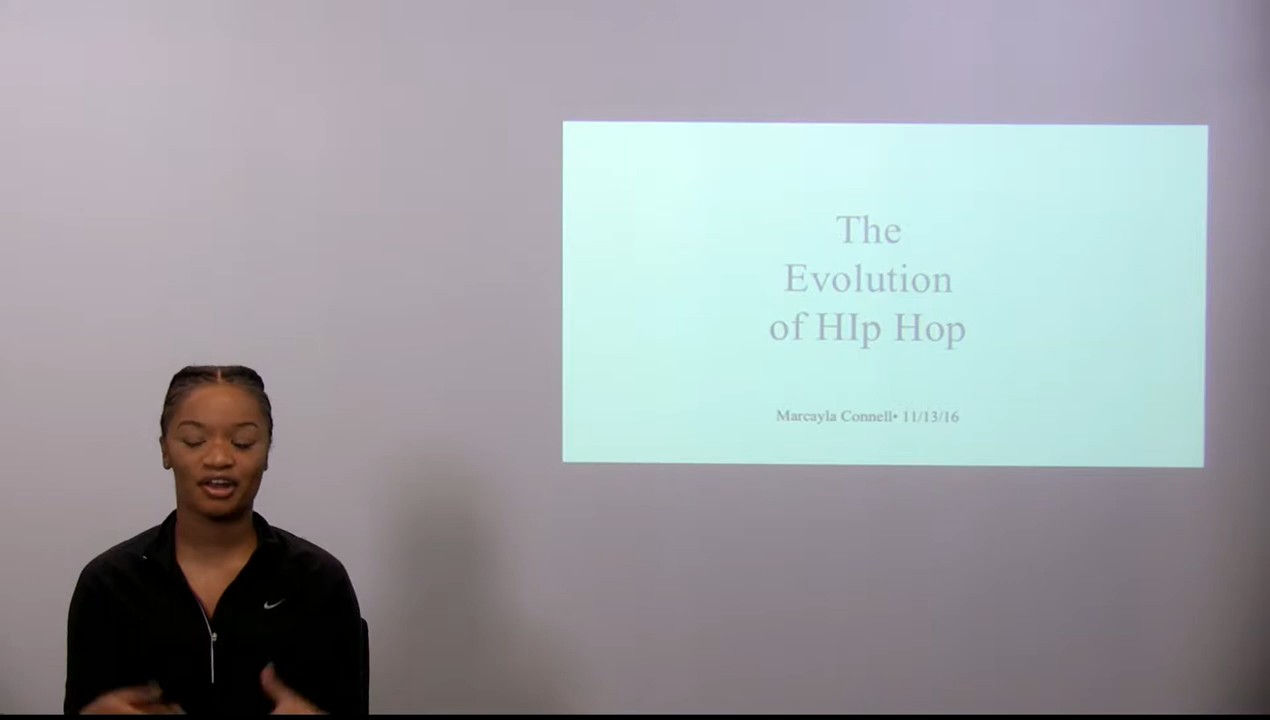 The
Evolution
of HIp Hop
Marcayla Connell• 11/13/16